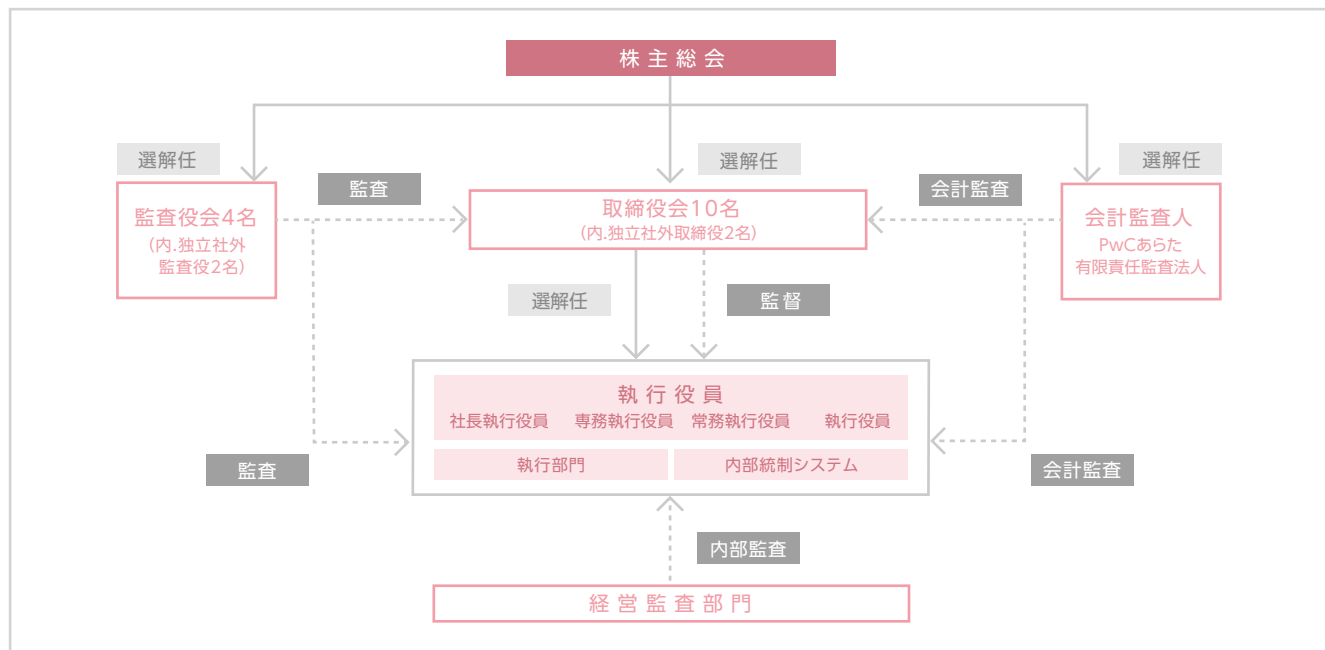 株主総会
選解任
選解任
選解任
監査
会計監査
監査役会4名
(内.独立社外
監査役2名)
取締役会10名
(内.独立社外取締役2名)
会計監査人
PwCあらた
有限責任監査法人
選解任
監督
執行役員
社長執行役員 専務執行役員 常務執行役員 執行役員
執行部門
内部統制システム
監査
会計監査
内部監査
経営監査部門